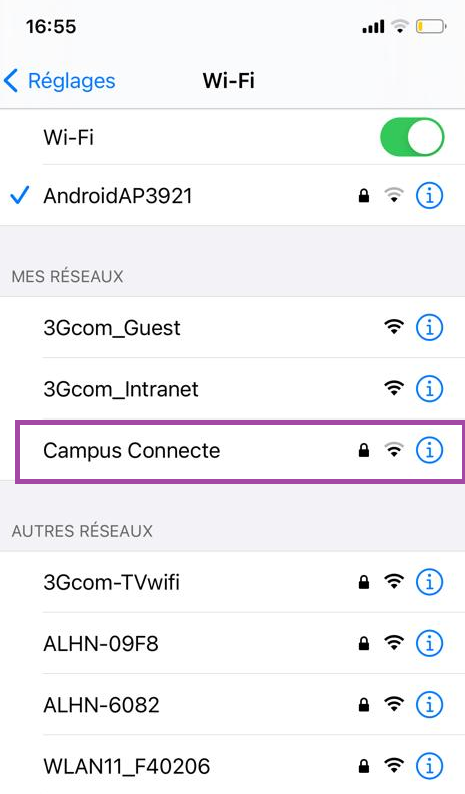 16:55
Réglages Wi-Fi
Wi-Fi
AndroidAP3921
MES RÉSEAUX
3Gcom_Guest
3Gcom_Intranet
Campus Connecte
AUTRES RÉSEAUX
3Gcom-TVwifi
ALHN-09F8
ALHN-6082
WLAN11_F40206